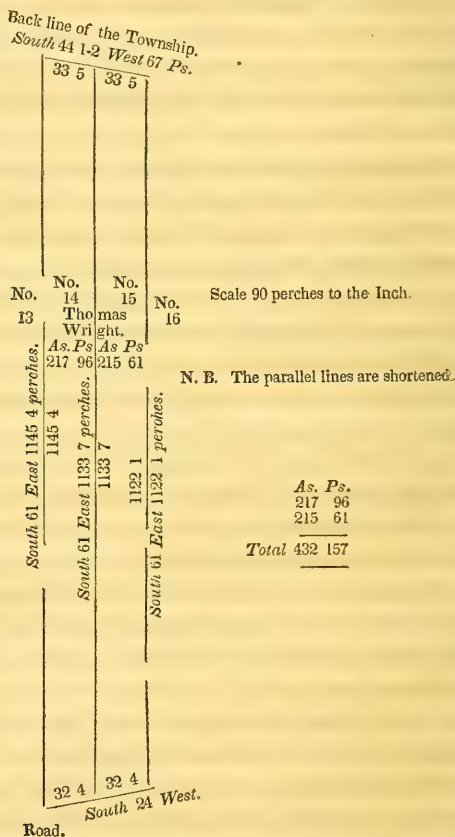 Back line of the Township.
South 44 1-2 West 67 Ps.
33 5 33 5
No. 13
No. 14
No. 15
No. 16
Thomas
Wright.
As. Ps As Ps
217 96 215 61
South 61 East 1145 4 perches.
1145 4
South 61 East 1133 7 perches.
1133 7
1122 1
South 61 East 1122 1 perches.
32 4 32 4
South 24 West.
Road.
Scale 90 perches to the Inch.
N. B. The parallel lines are shortened.
As. Ps.
217 96
215 61
Total 432 157